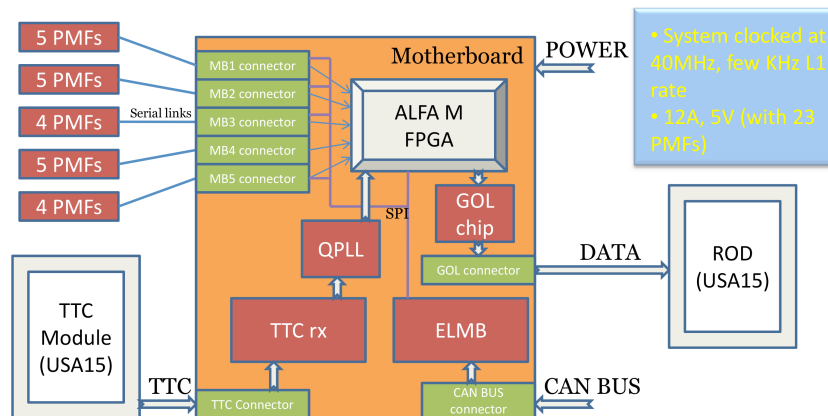 5 PMFs
5 PMFs
4 PMFs
5 PMFs
4 PMFs
Serial links
MB1 connector
MB2 connector
MB3 connector
MB4 connector
MB5 connector
Motherboard
ALFA M
FPGA
SPI
GOL
chip
QPLL
GOL connector
TTC rx
ELMB
TTC Connector
CAN BUS
connector
POWER
• System clocked at
40MHz, few KHz L1
rate
• 12A, 5V (with 23
PMFs)
DATA
ROD
(USA15)
TTC
Module
(USA15)
TTC
CAN BUS